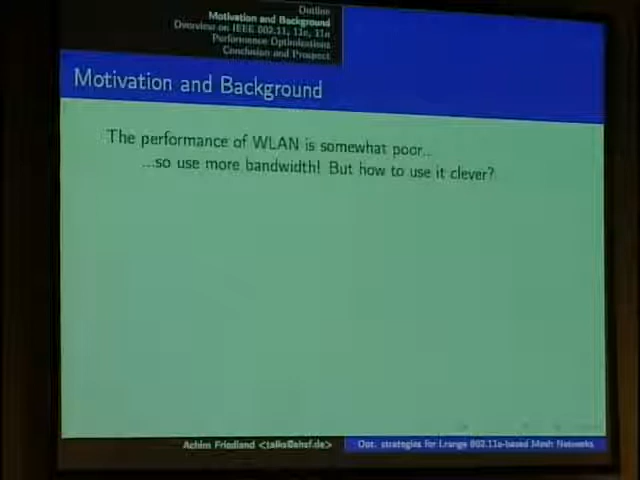 Outline
Motivation and Background
Overview on IEEE 802.11, 11e, 11n
Performance Optimizations
Conclusion and Prospect
Motivation and Background
The performance of WLAN is somewhat poor...
...so use more bandwidth! But how to use it clever?
Achim Friedland <talks@ahsf.de>
Opt. strategies for Lrange 802.11e-based Mesh Networks